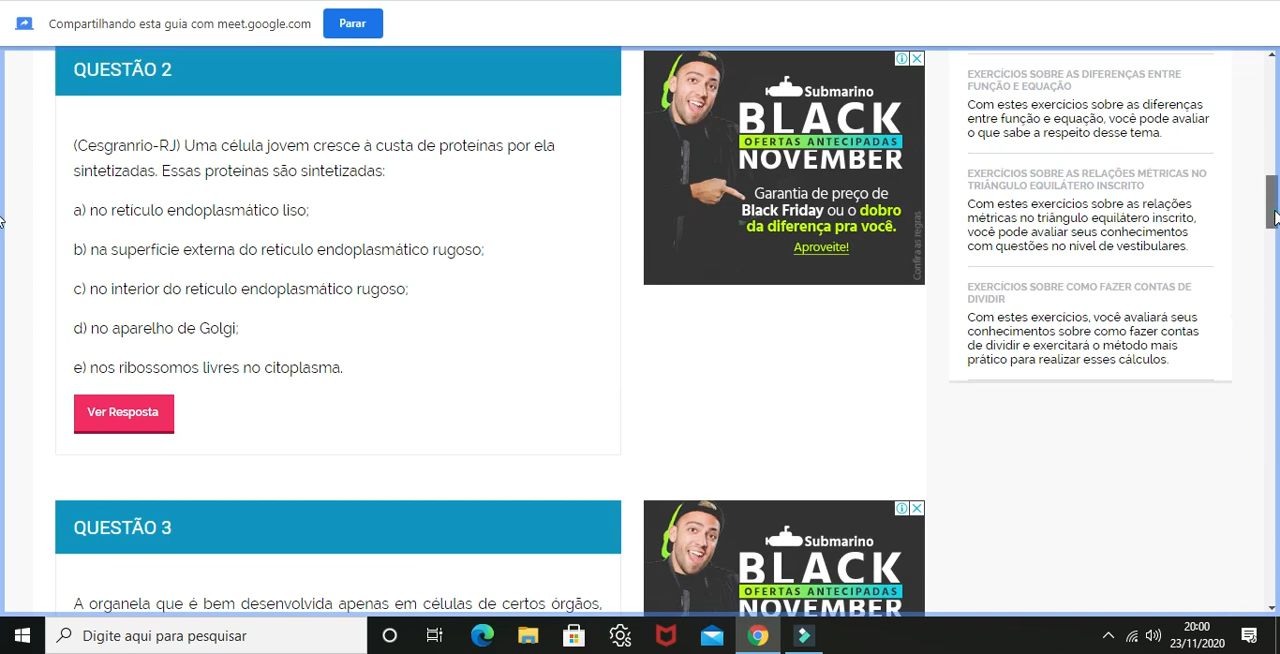 Compartilhando esta guia com meet.google.com
Parar
QUESTÃO 2
(Cesgranrio-RJ) Uma célula jovem cresce à custa de proteínas por ela
sintetizadas. Essas proteínas são sintetizadas:
a) no retículo endoplasmático liso;
b) na superfície externa do retículo endoplasmático rugoso;
c) no interior do retículo endoplasmático rugoso;
d) no aparelho de Golgi;
e) nos ribossomos livres no citoplasma.
Ver Resposta
QUESTÃO 3
A organela que é bem desenvolvida apenas em células de certos órgãos,
Submarino
BLACK
OFERTAS ANTECIPADAS
NOVEMBER
Garantia de preço de
Black Friday ou o dobro
da diferença pra você.
Aproveite!
Confira as regras
Submarino
BLACK
OFERTAS ANTECIPADAS
NOVEMBER
EXERCÍCIOS SOBRE AS DIFERENÇAS ENTRE
FUNÇÃO E EQUAÇÃO
Com estes exercícios sobre as diferenças
entre função e equação, você pode avaliar
o que sabe a respeito desse tema.
EXERCÍCIOS SOBRE AS RELAÇÕES MÉTRICAS NO
TRIÂNGULO EQUILÁTERO INSCRITO
Com estes exercícios sobre as relações
métricas no triângulo equilátero inscrito,
você pode avaliar seus conhecimentos
com questões no nível de vestibulares.
EXERCÍCIOS SOBRE COMO FAZER CONTAS DE
DIVIDIR
Com estes exercícios, você avaliará seus
conhecimentos sobre como fazer contas
de dividir e exercitará o método mais
prático para realizar esses cálculos.
Digite aqui para pesquisar
20:00
23/11/2020